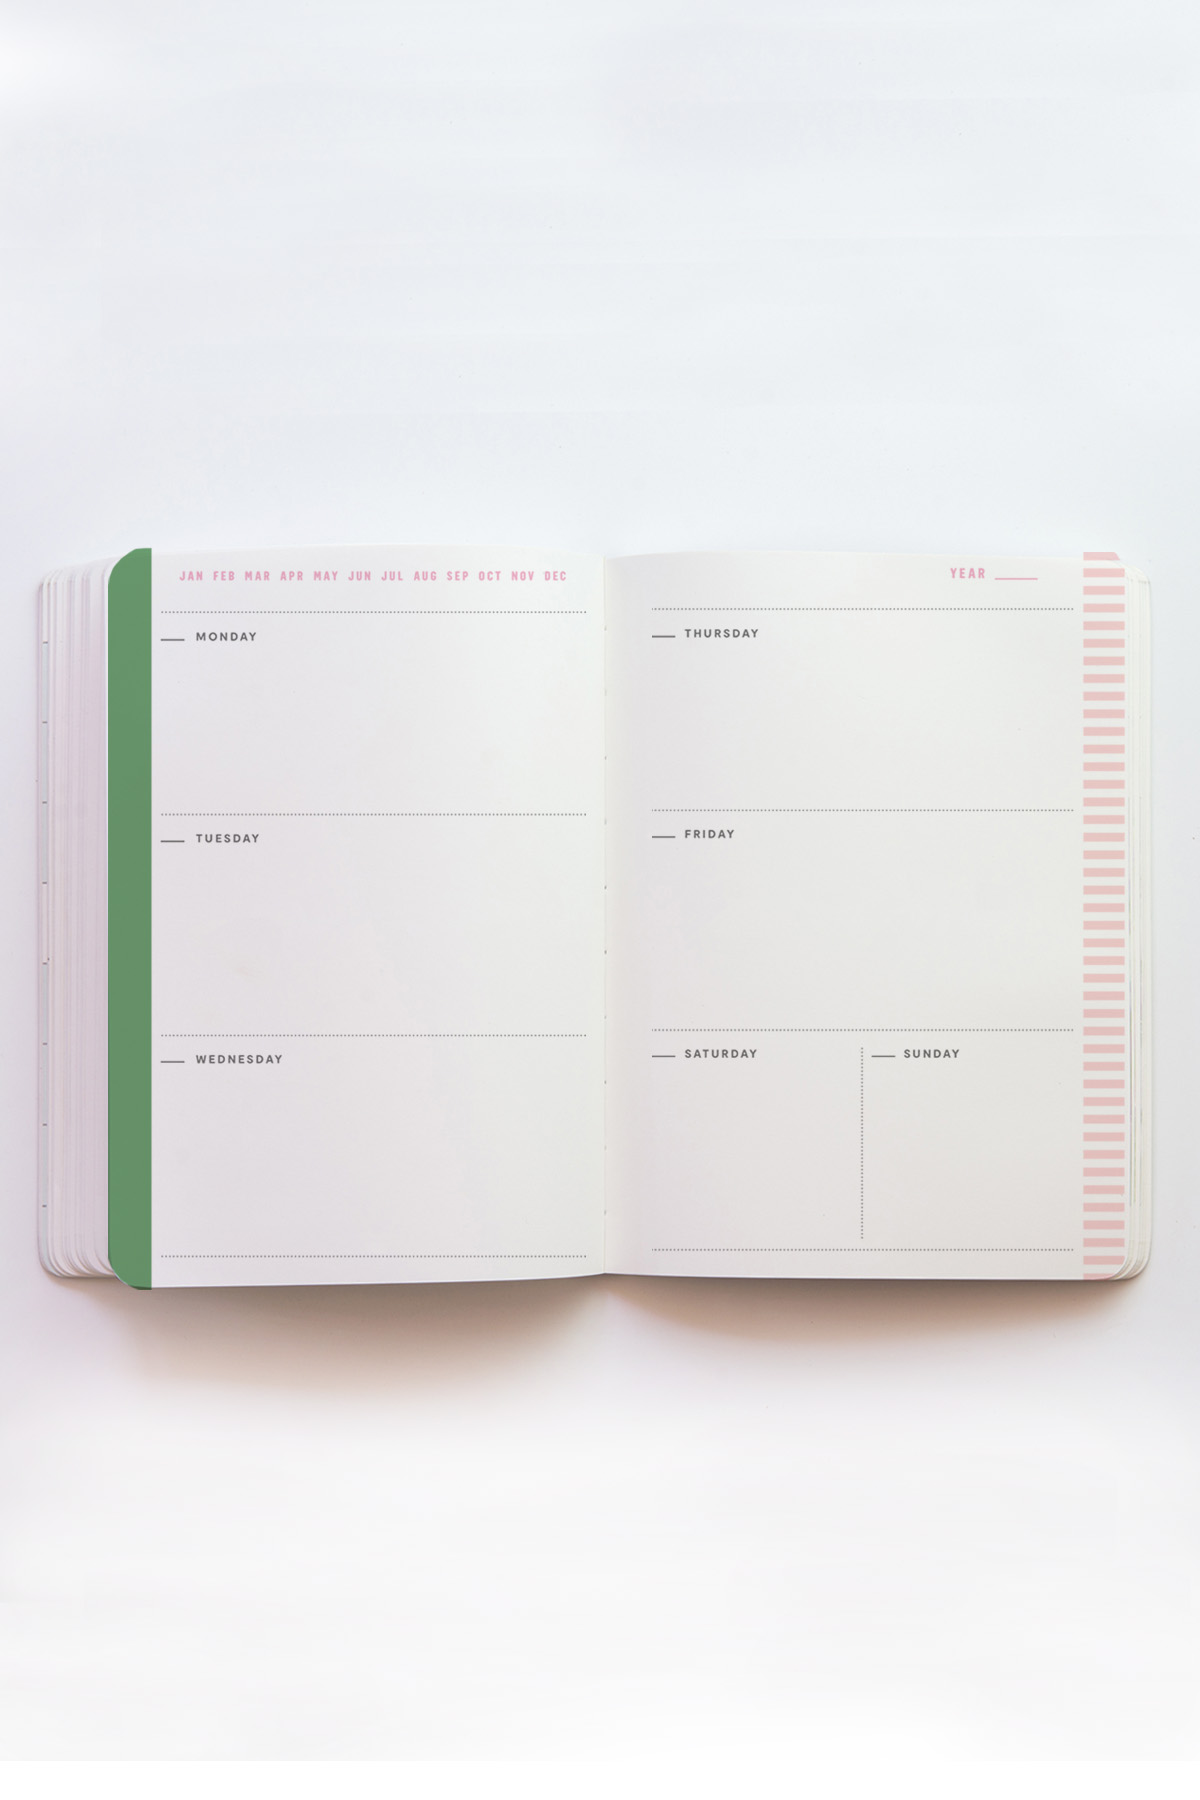 JAN FEB MAR APR MAY JUN JUL AUG SEP OCT NOV DEC
MONDAY
TUESDAY
WEDNESDAY
YEAR
THURSDAY
FRIDAY
SATURDAY
SUNDAY